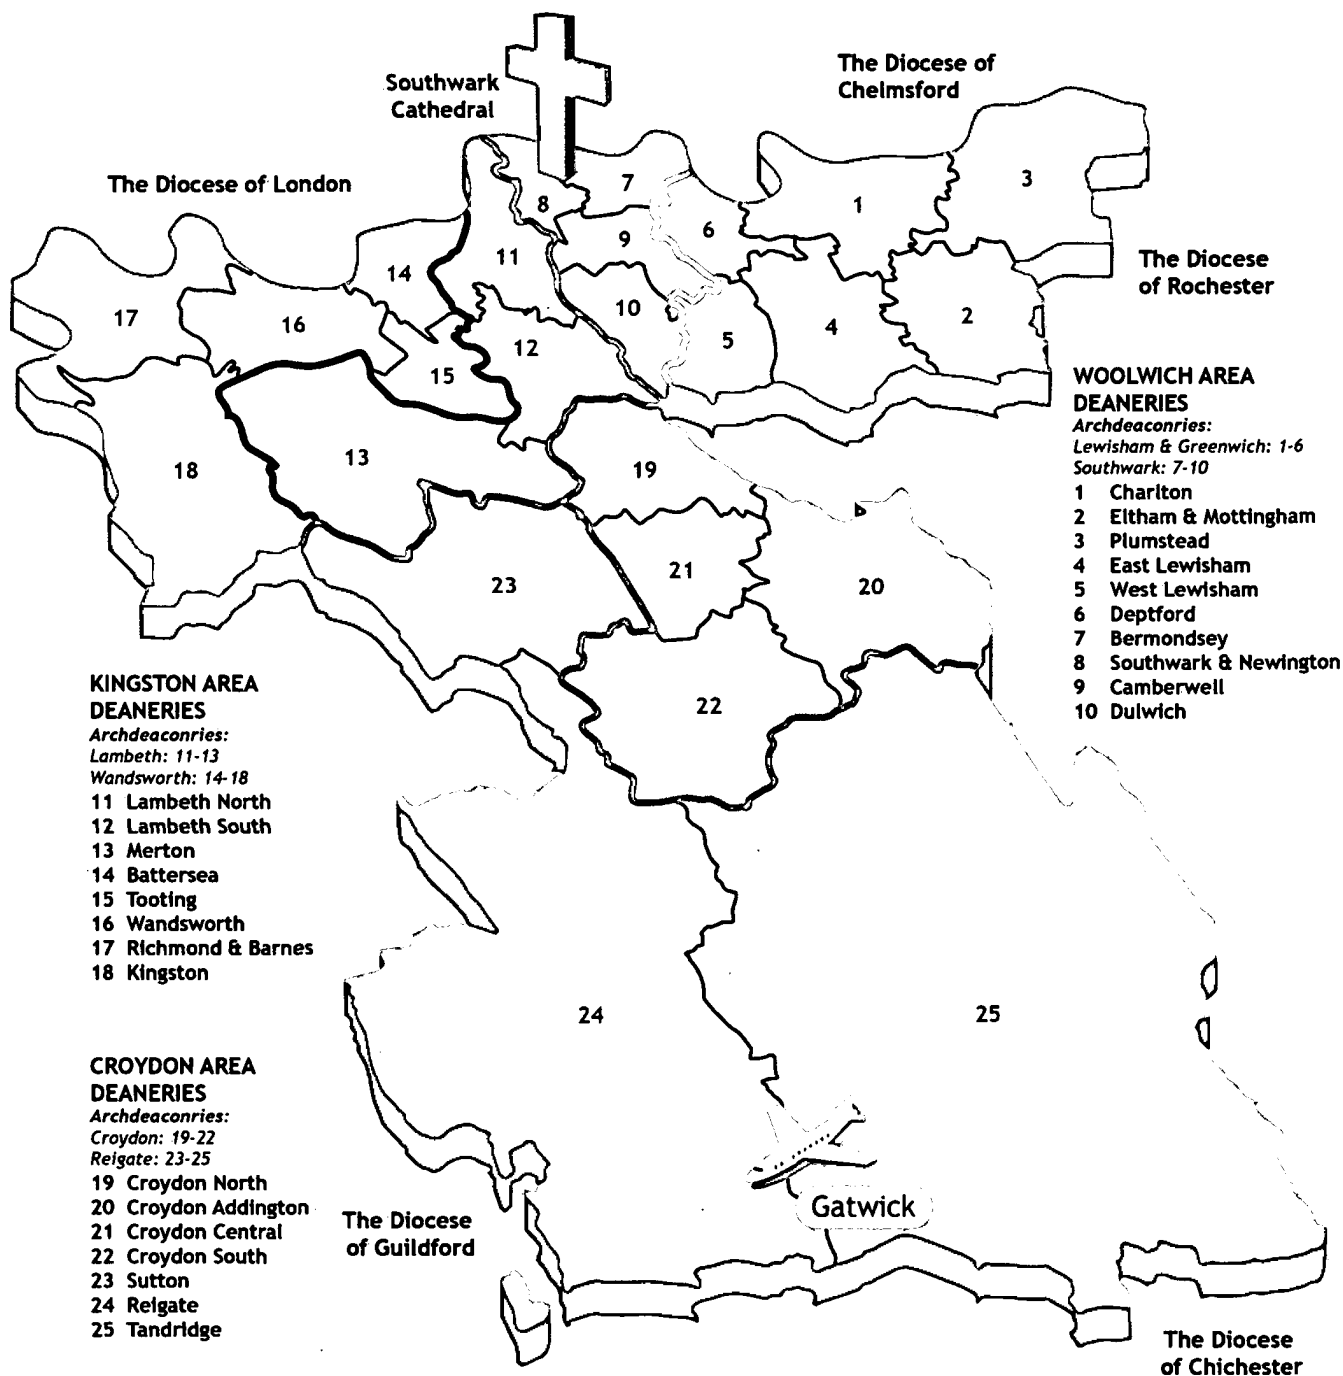 Southwark
Cathedral
The Diocese of
Chelmsford
The Diocese of London
The Diocese
of Rochester
7
8
3
1
6
9
11
14
17
16
10
12
5
4
2
15
18
13
19
23
21
20
22
24
25
WOOLWICH AREA
DEANERIES
Archdeaconries:
Lewisham & Greenwich: 1-6
Southwark: 7-10
1 Charlton
2 Eltham & Mottingham
3 Plumstead
4 East Lewisham
5 West Lewisham
6 Deptford
7 Bermondsey
8 Southwark & Newington
9 Camberwell
10 Dulwich
KINGSTON AREA
DEANERIES
Archdeaconries:
Lambeth: 11-13
Wandsworth: 14-18
11 Lambeth North
12 Lambeth South
13 Merton
14 Battersea
15 Tooting
16 Wandsworth
17 Richmond & Barnes
18 Kingston
CROYDON AREA
DEANERIES
Archdeaconries:
Croydon: 19-22
Reigate: 23-25
19 Croydon North
20 Croydon Addington
21 Croydon Central
22 Croydon South
23 Sutton
24 Reigate
25 Tandridge
The Diocese
of Guildford
Gatwick
The Diocese
of Chichester